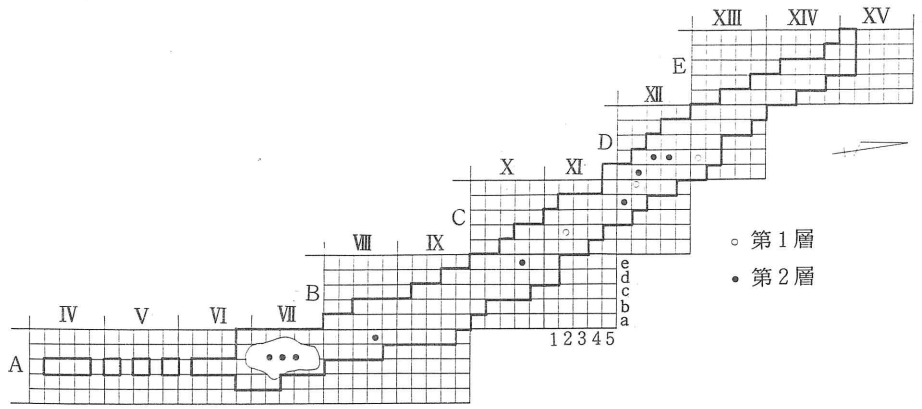 XIII XIV XV
E
XII
D
X XI
C
第1層
第2層
VIII IX
B
e
d
c
b
a
1 2 3 4 5
IV V VI VII
A